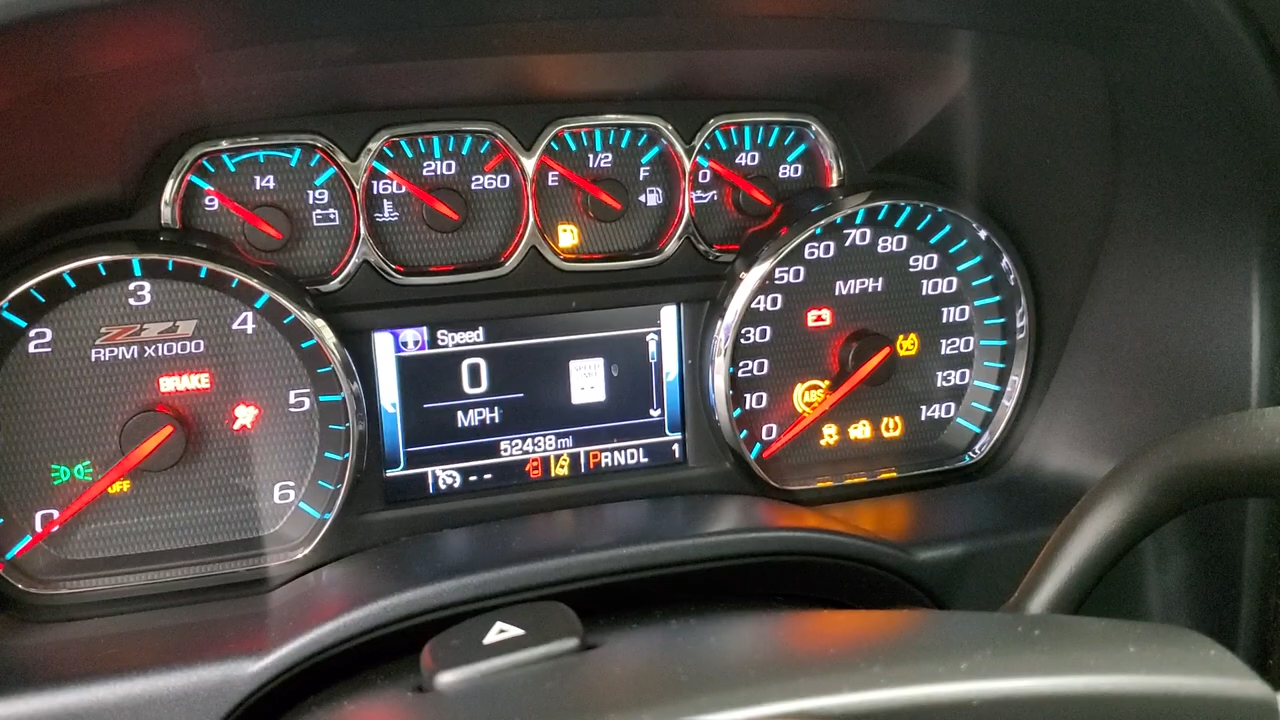 14
9 19
210
160 260
1/2
E F
40
0 80
3
2 4
Z71
RPM x1000
BRAKE
5
OFF
0 6
Speed
0
MPH
52438 mi
-- PRNDL 1
70
60 80
50 90
MPH
40 100
30 110
20 120
ABS
10 130
0 140